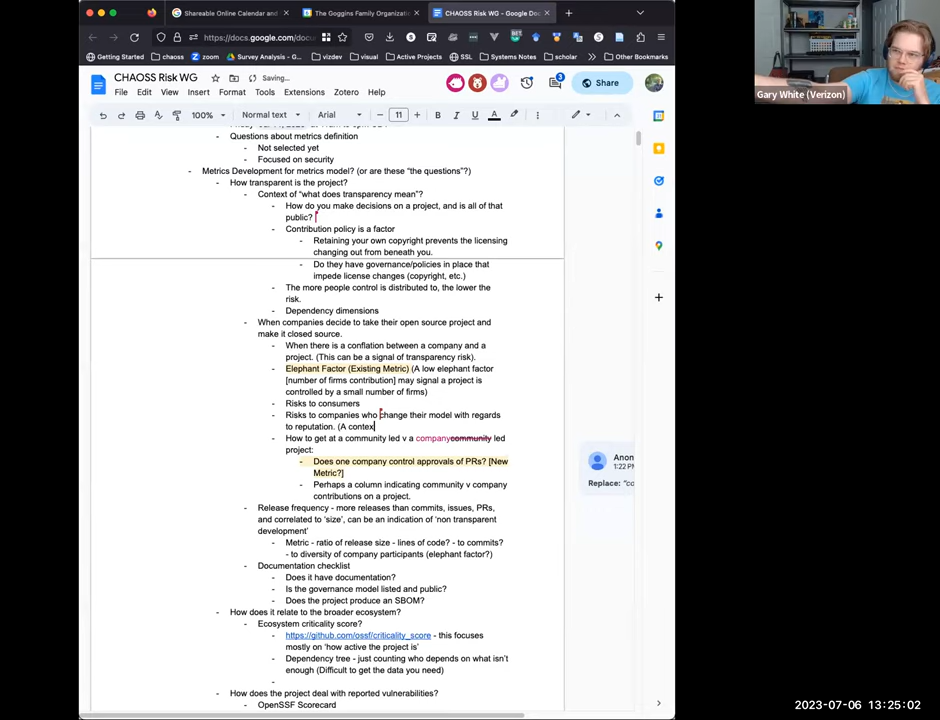 Shareable Online Calendar and
The Goggins Family Organizatio
CHAOSS Risk WG - Google Doc
https://docs.google.com/docu
Getting Started
chaoss
zoom
Survey Analysis - G
vizdev
visual
Active Projects
SSL
Systems Notes
scholar
Other Bookmarks
CHAOSS Risk WG
Saving...
File Edit View Insert Format Tools Extensions Zotero Help
3
Share
100%
Normal text
Arial
11
B I U A
- Questions about metrics definition
- Not selected yet
- Focused on security
- Metrics Development for metrics model? (or are these “the questions”?)
- How transparent is the project?
- Context of “what does transparency mean”?
- How do you make decisions on a project, and is all of that
public?
- Contribution policy is a factor
- Retaining your own copyright prevents the licensing
changing out from beneath you.
- Do they have governance/policies in place that
impede license changes (copyright, etc.)
- The more people control is distributed to, the lower the
risk.
- Dependency dimensions
- When companies decide to take their open source project and
make it closed source.
- When there is a conflation between a company and a
project. (This can be a signal of transparency risk).
- Elephant Factor (Existing Metric) (A low elephant factor
[number of firms contribution] may signal a project is
controlled by a small number of firms)
- Risks to consumers
- Risks to companies who change their model with regards
to reputation. (A contex
- How to get at a community led v a companycommunity led
project:
- Does one company control approvals of PRs? [New
Metric?]
- Perhaps a column indicating community v company
contributions on a project.
- Release frequency - more releases than commits, issues, PRs,
and correlated to ‘size’, can be an indication of ‘non transparent
development’
- Metric - ratio of release size - lines of code? - to commits?
- to diversity of company participants (elephant factor?)
- Documentation checklist
- Does it have documentation?
- Is the governance model listed and public?
- Does the project produce an SBOM?
- How does it relate to the broader ecosystem?
- Ecosystem criticality score?
- https://github.com/ossf/criticality_score - this focuses
mostly on ‘how active the project is’
- Dependency tree - just counting who depends on what isn’t
enough (Difficult to get the data you need)
-
- How does the project deal with reported vulnerabilities?
- OpenSSF Scorecard
Anon
1:22 PM
Replace: “co
Gary White (Verizon)
2023-07-06 13:25:02